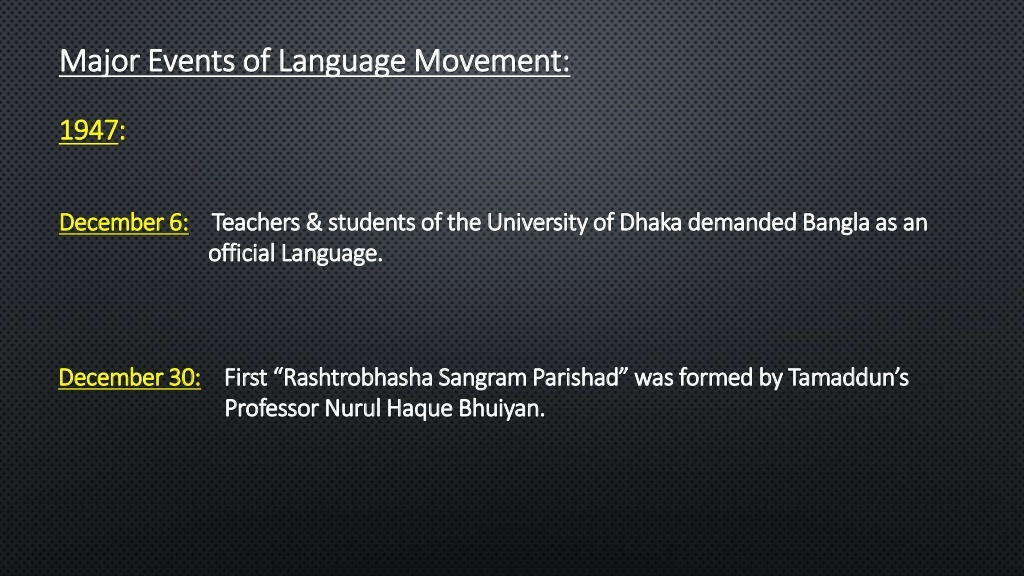 Major Events of Language Movement:
1947:
December 6: Teachers & students of the University of Dhaka demanded Bangla as an
official Language.
December 30: First “Rashtrobhasha Sangram Parishad” was formed by Tamaddun’s
Professor Nurul Haque Bhuiyan.